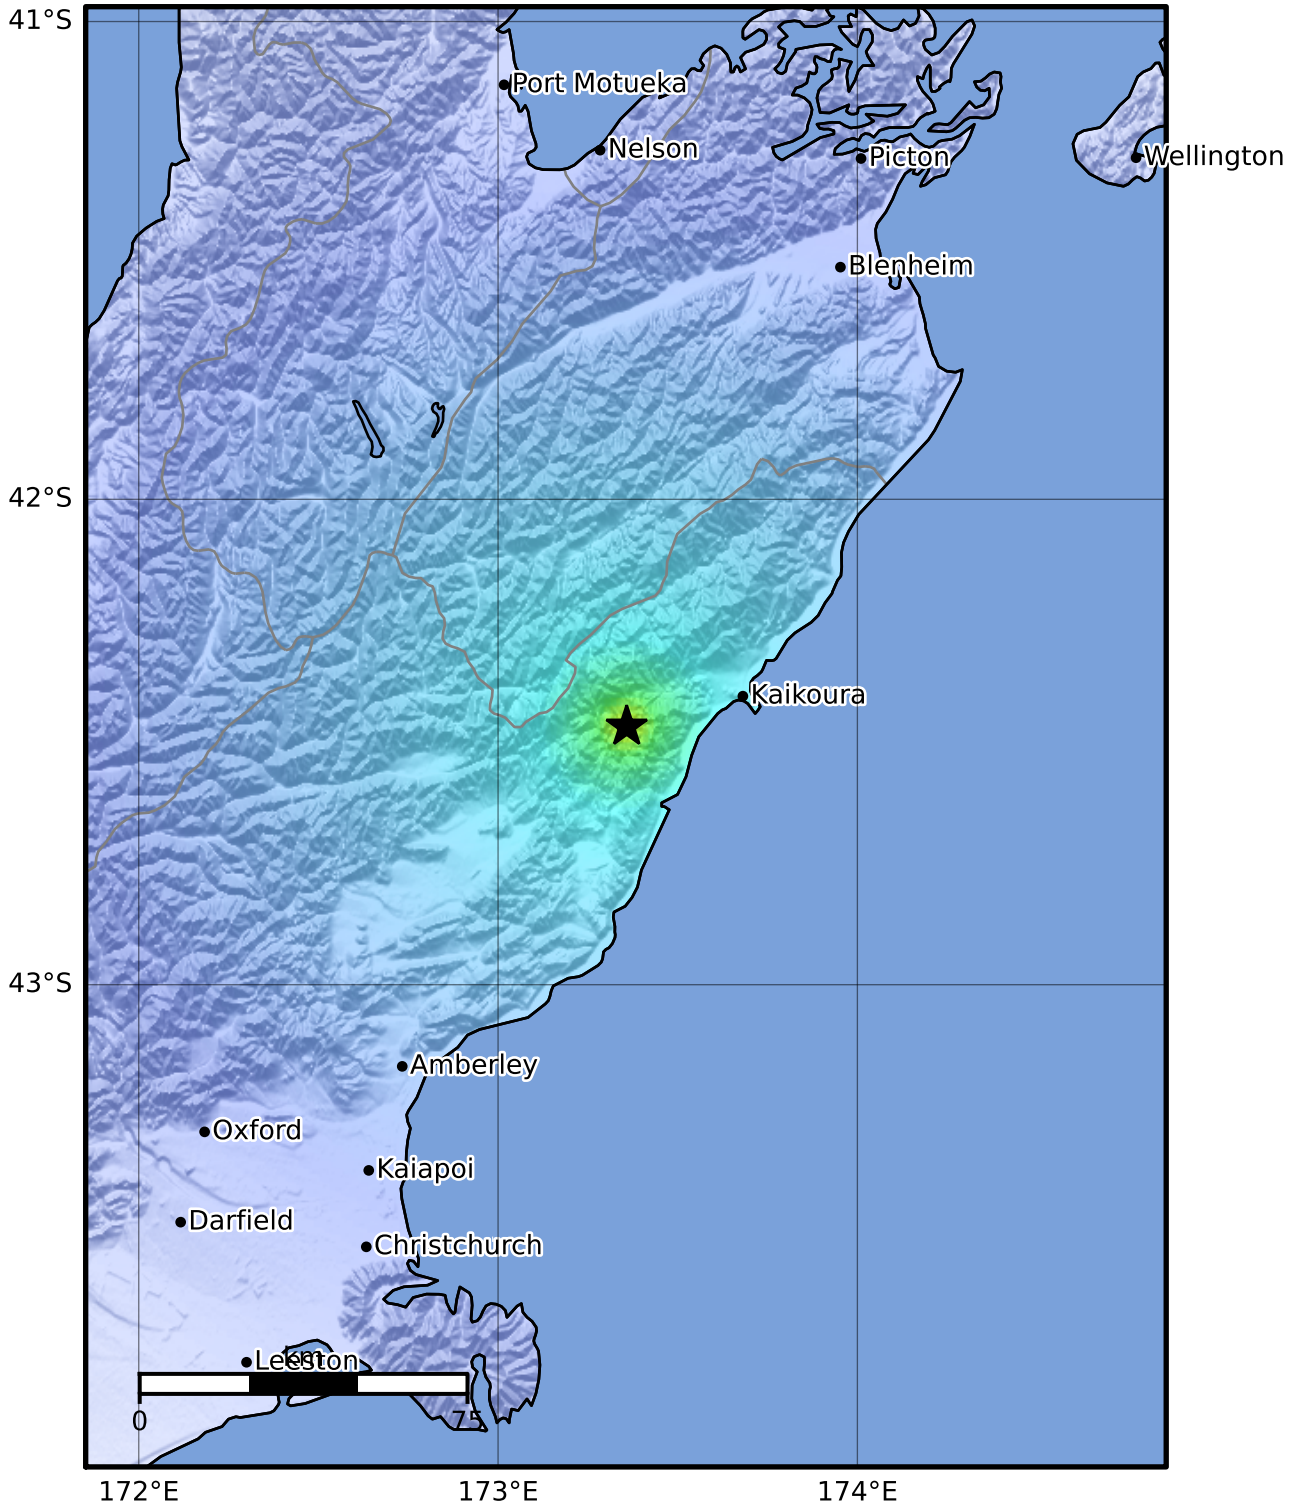 41°S
Port Motueka
Nelson
Picton
Wellington
Blenheim
42°S
Kaikoura
43°S
Amberley
Oxford
Kaiapoi
Darfield
Christchurch
km
Leeston
0 75
172°E 173°E 174°E